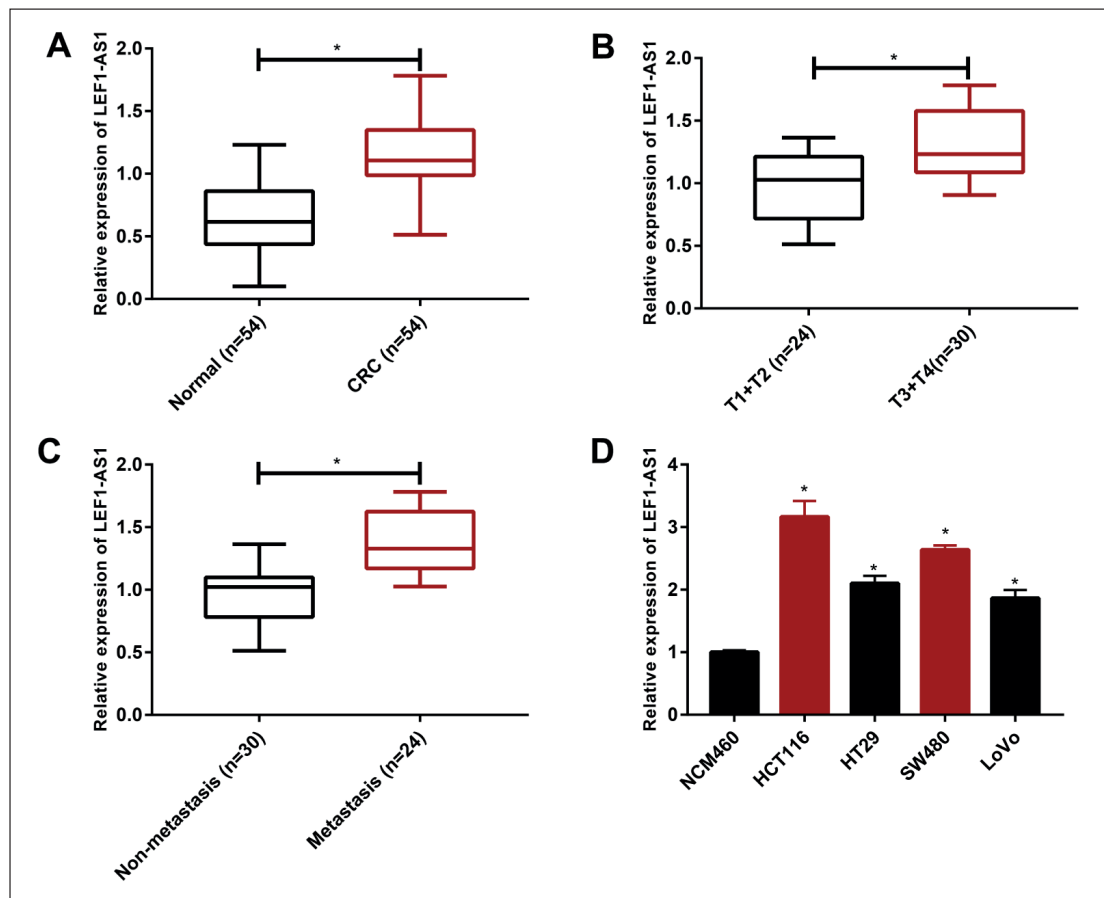 A
Relative expression of LEF1-AS1
2.0
1.5
1.0
0.5
0.0
*
Normal (n=54)
CRC (n=54)
B
Relative expression of LEF1-AS1
2.0
1.5
1.0
0.5
0.0
*
T1+T2 (n=24)
T3+T4(n=30)
C
Relative expression of LEF1-AS1
2.0
1.5
1.0
0.5
0.0
*
Non-metastasis (n=30)
Metastasis (n=24)
D
Relative expression of LEF1-AS1
4
3
2
1
0
*
*
*
*
NCM460
HCT116
HT29
SW480
LoVo